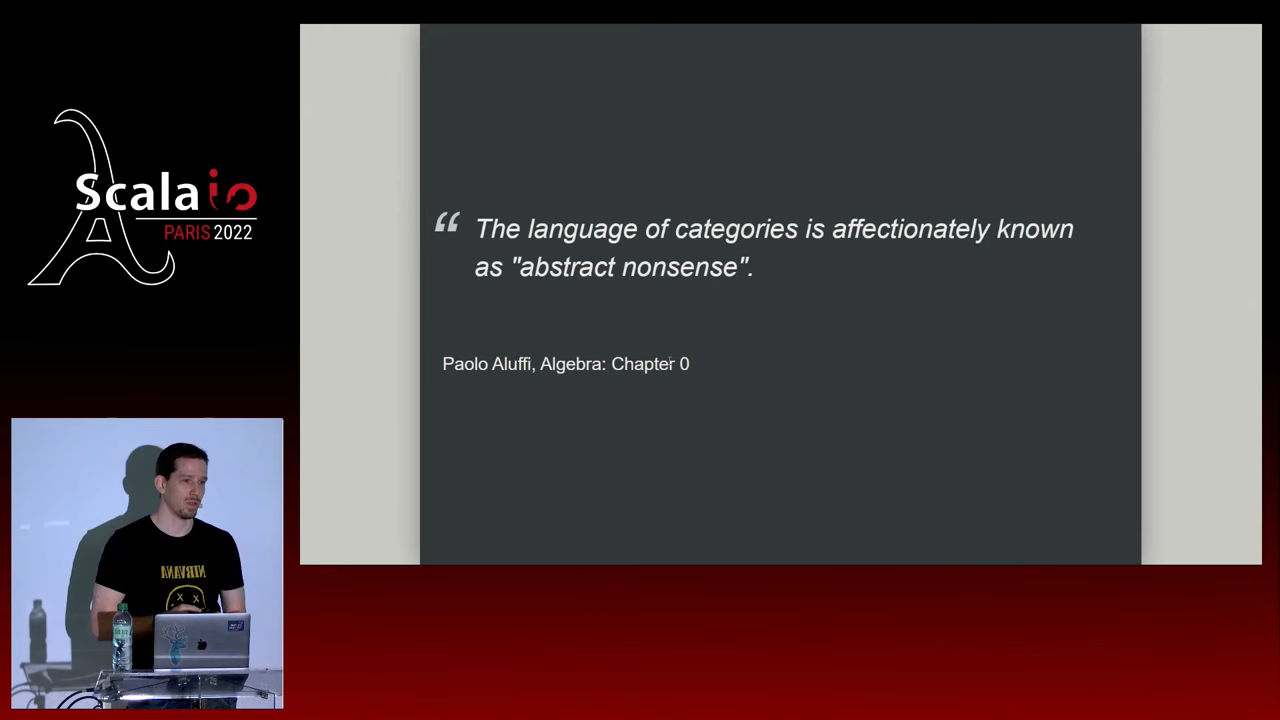 Scala io
PARIS 2022
“ The language of categories is affectionately known
as "abstract nonsense".
Paolo Aluffi, Algebra: Chapter 0
NIRVANA